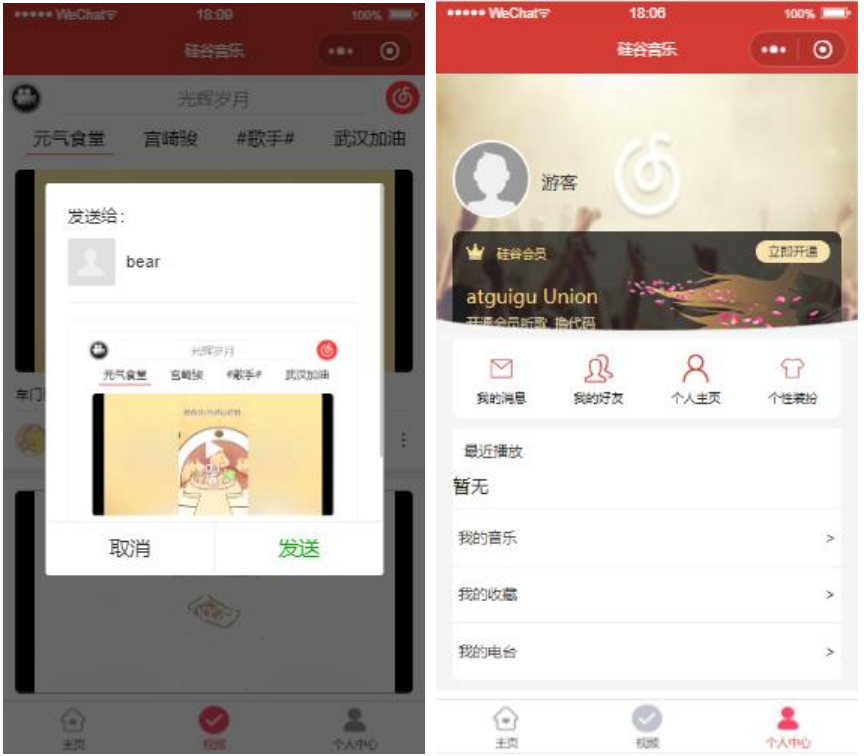 ●●●●● WeChat 18:09 100%
硅谷音乐
光辉岁月
元气食堂 宫崎骏 #歌手# 武汉加油
发送给:
bear
光辉岁月
元气食堂 宫崎骏 #歌手# 武汉加油
取消 发送
车门
主页 视频 个人中心
●●●●● WeChat 18:06 100%
硅谷音乐
游客
硅谷会员 立即开通
atguigu Union
开通会员听歌, 撸代码
我的消息 我的好友 个人主页 个性装扮
最近播放
暂无
我的音乐 >
我的收藏 >
我的电台 >
主页 视频 个人中心